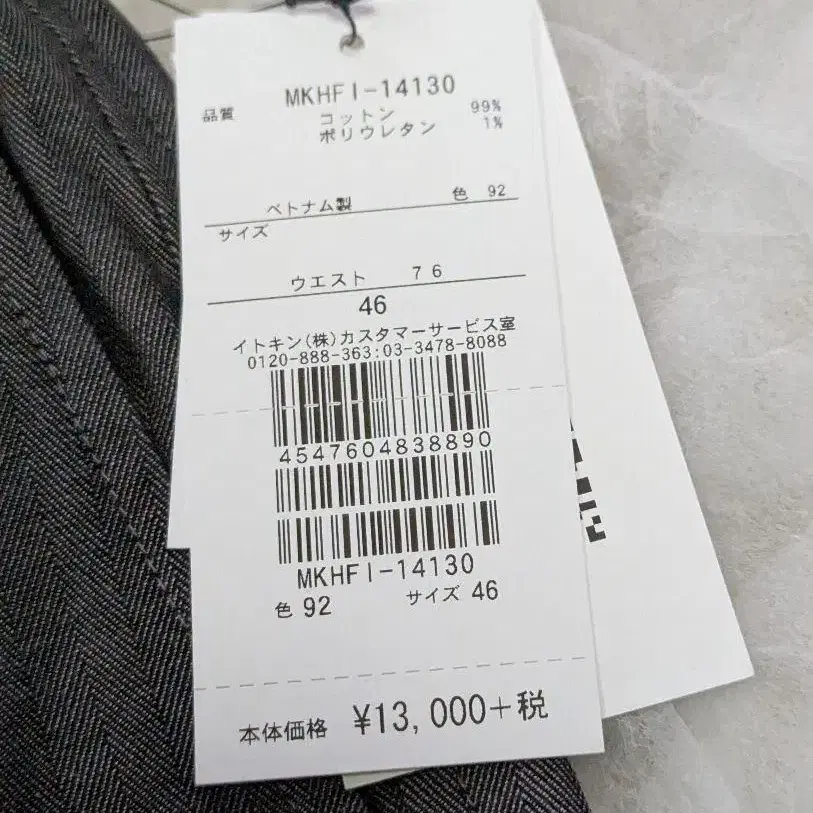 MKHFI-14130
品質 コットン 99%
ポリウレタン 1%
ベトナム製 色 92
サイズ
ウエスト 76
46
イトキン(株)カスタマーサービス室
0120-888-363:03-3478-8088
4547604838890
MKHFI-14130
色 92 サイズ 46
本体価格 ¥13,000+税